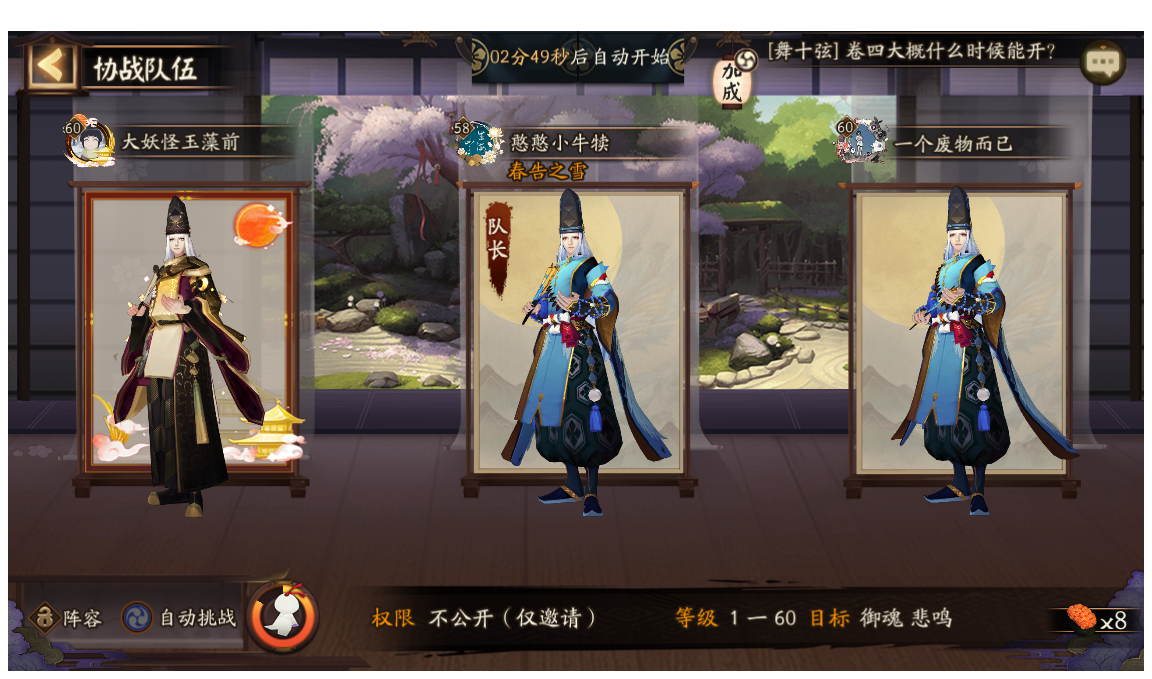 协战队伍
02分49秒后自动开始
加成
[舞十弦] 卷四大概什么时候能开?
60
大妖怪玉藻前
58
憨憨小牛犊
春告之雪
60
一个废物而已
队长
阵容
自动挑战
权限 不公开（仅邀请）
等级 1 一 60 目标 御魂 悲鸣
x8